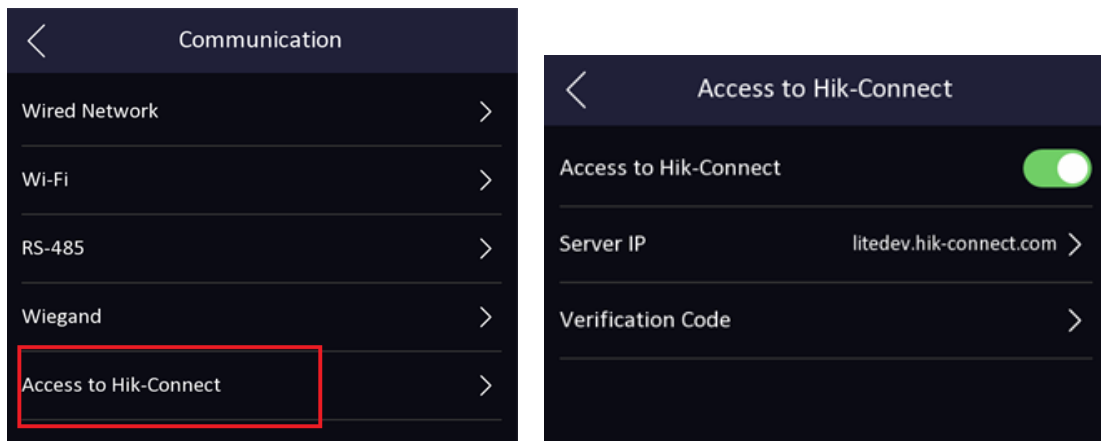 Communication
Wired Network
Wi-Fi
RS-485
Wiegand
Access to Hik-Connect
Access to Hik-Connect
Access to Hik-Connect
Server IP litedev.hik-connect.com
Verification Code